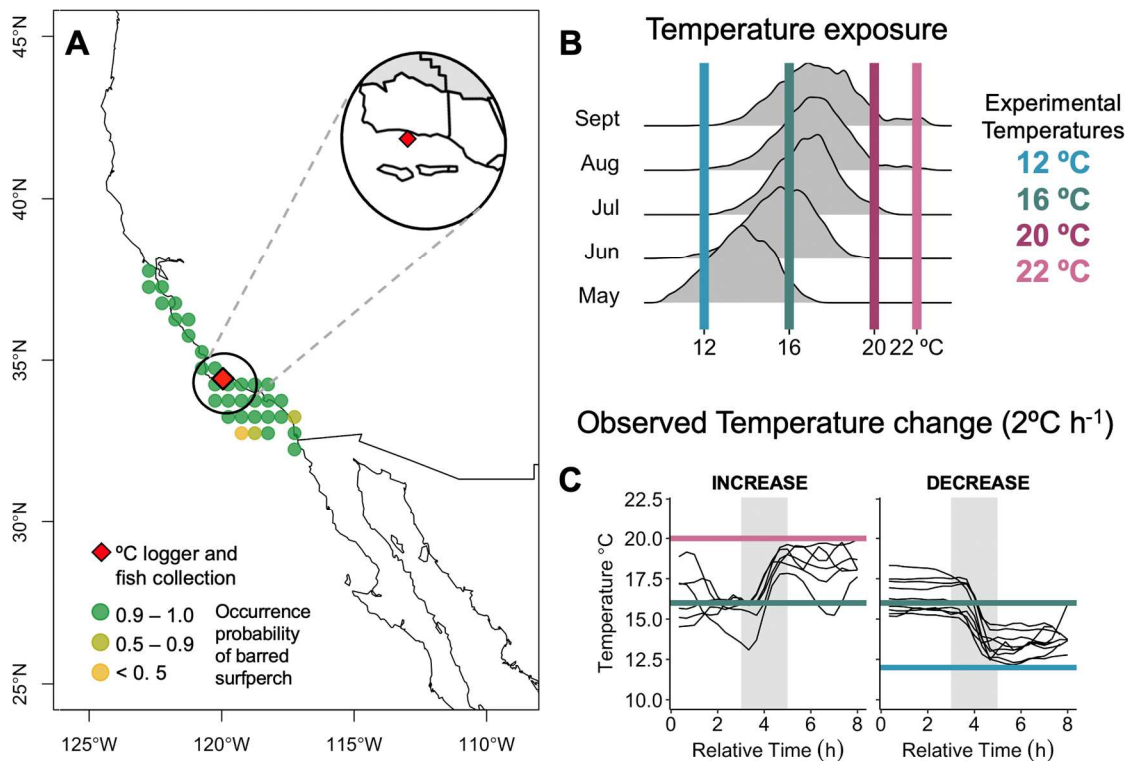 A
45°N
40°N
35°N
30°N
25°N
125°W
120°W
115°W
110°W
ºC logger and
fish collection
0.9 – 1.0
0.5 – 0.9
< 0. 5
Occurrence
probability
of barred
surfperch
B
Temperature exposure
Sept
Aug
Jul
Jun
May
12
16
20
22 ºC
Experimental
Temperatures
12 ºC
16 ºC
20 ºC
22 ºC
Observed Temperature change (2ºC h-1)
C
INCREASE
DECREASE
Temperature °C
22.5
20.0
17.5
15.0
12.5
10.0
0 2 4 6 8
0 2 4 6 8
Relative Time (h)
Relative Time (h)